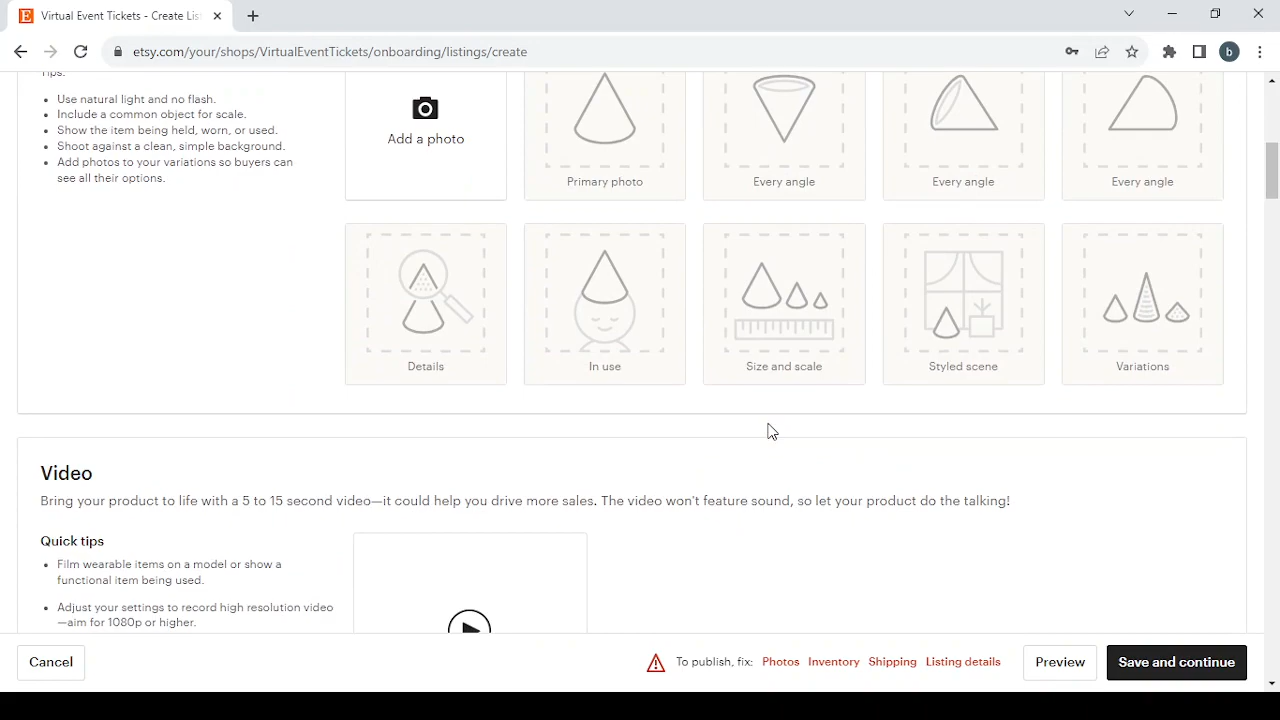 Virtual Event Tickets - Create Lis
etsy.com/your/shops/VirtualEventTickets/onboarding/listings/create
b
Tips:
Use natural light and no flash.
Include a common object for scale.
Show the item being held, worn, or used.
Shoot against a clean, simple background.
Add photos to your variations so buyers can
see all their options.
Add a photo
Primary photo
Every angle
Every angle
Every angle
Details
In use
Size and scale
Styled scene
Variations
Video
Bring your product to life with a 5 to 15 second video—it could help you drive more sales. The video won't feature sound, so let your product do the talking!
Quick tips
Film wearable items on a model or show a
functional item being used.
Adjust your settings to record high resolution video
—aim for 1080p or higher.
Cancel
To publish, fix: Photos Inventory Shipping Listing details
Preview
Save and continue